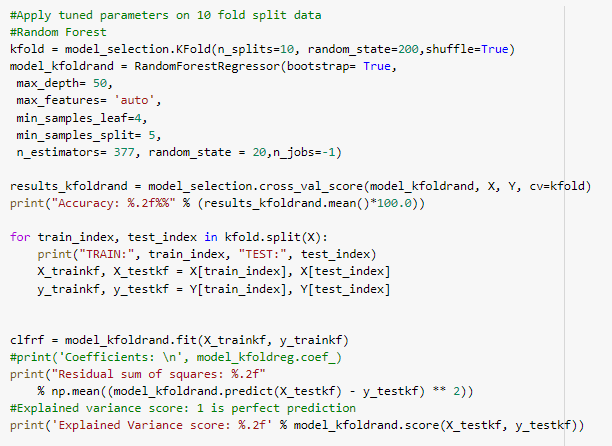 #Apply tuned parameters on 10 fold split data
#Random Forest
kfold = model_selection.KFold(n_splits=10, random_state=200,shuffle=True)
model_kfoldrand = RandomForestRegressor(bootstrap= True,
 max_depth= 50,
 max_features= 'auto',
 min_samples_leaf=4,
 min_samples_split= 5,
 n_estimators= 377, random_state = 20,n_jobs=-1)

results_kfoldrand = model_selection.cross_val_score(model_kfoldrand, X, Y, cv=kfold)
print("Accuracy: %.2f%%" % (results_kfoldrand.mean()*100.0))

for train_index, test_index in kfold.split(X):
    print("TRAIN:", train_index, "TEST:", test_index)
    X_trainkf, X_testkf = X[train_index], X[test_index]
    y_trainkf, y_testkf = Y[train_index], Y[test_index]


clfrf = model_kfoldrand.fit(X_trainkf, y_trainkf)
#print('Coefficients: \n', model_kfoldreg.coef_)
print("Residual sum of squares: %.2f"
    % np.mean((model_kfoldrand.predict(X_testkf) - y_testkf) ** 2))
#Explained variance score: 1 is perfect prediction
print('Explained Variance score: %.2f' % model_kfoldrand.score(X_testkf, y_testkf))